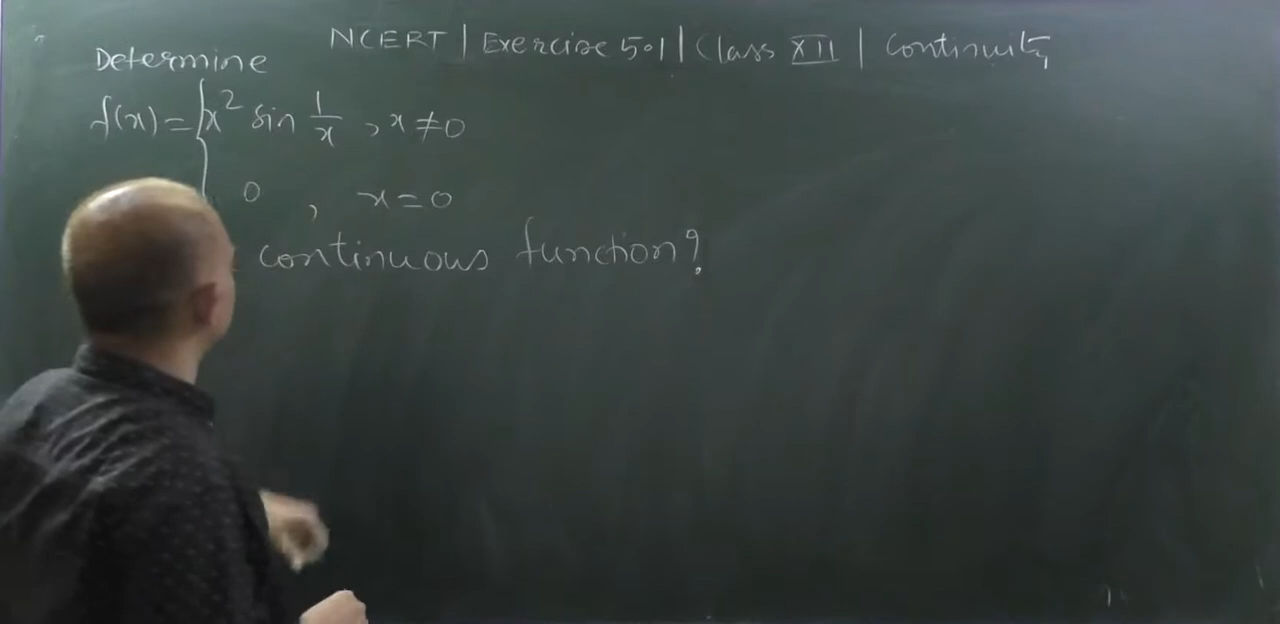 NCERT | Exercise 5.1 | Class XII | Continuity
Determine
f(x) = { x² sin 1/x , x ≠ 0
0 , x = 0
continuous function?